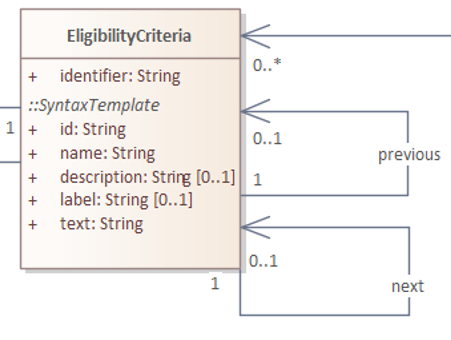 EligibilityCriteria
+ identifier: String
0..*
::SyntaxTemplate
+ id: String
1
0..1
+ name: String
previous
+ description: String [0..1]
1
+ label: String [0..1]
+ text: String
0..1
1
next